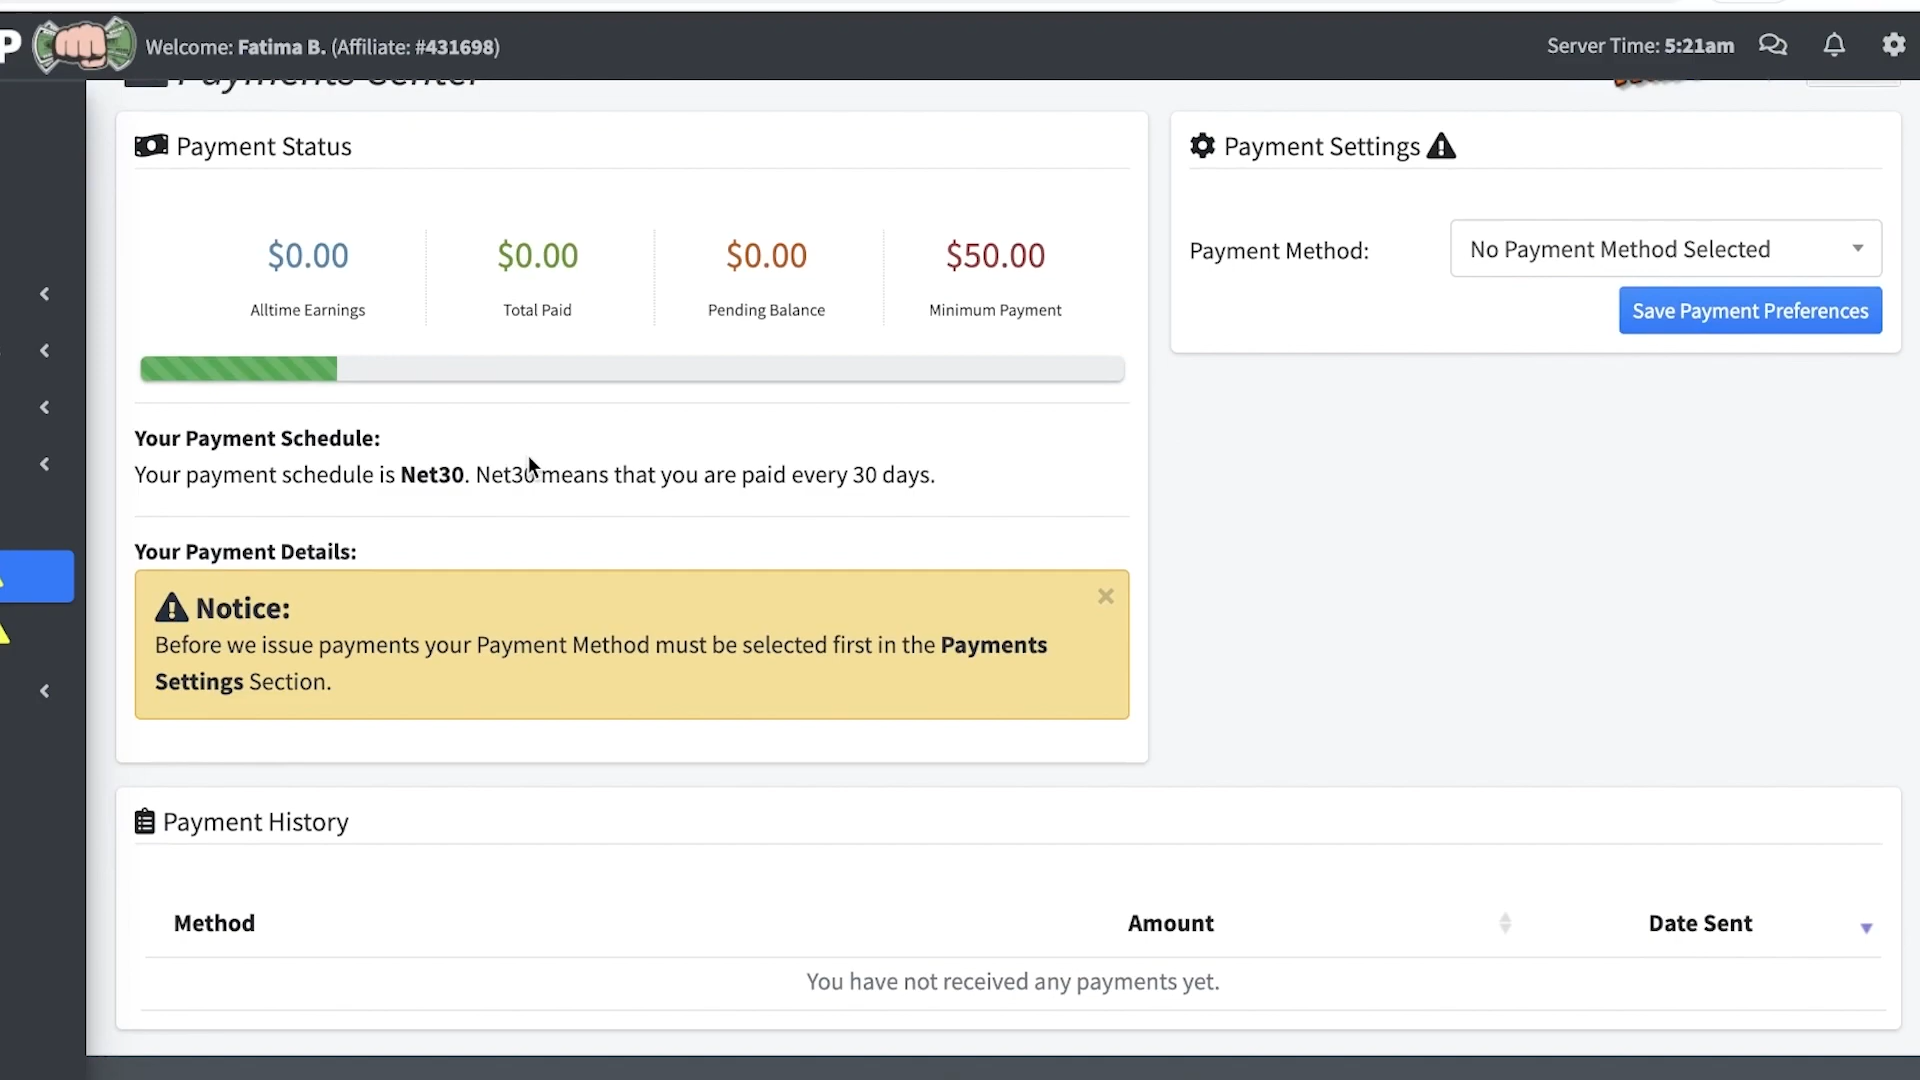 P
Welcome: Fatima B. (Affiliate: #431698)
Server Time: 5:21am
Payments Center
Payment Status
$0.00
Alltime Earnings
$0.00
Total Paid
$0.00
Pending Balance
$50.00
Minimum Payment
Your Payment Schedule:
Your payment schedule is Net30. Net30 means that you are paid every 30 days.
Your Payment Details:
Notice:
Before we issue payments your Payment Method must be selected first in the Payments
Settings Section.
Payment Settings
Payment Method:
No Payment Method Selected
Save Payment Preferences
Payment History
Method
Amount
Date Sent
You have not received any payments yet.